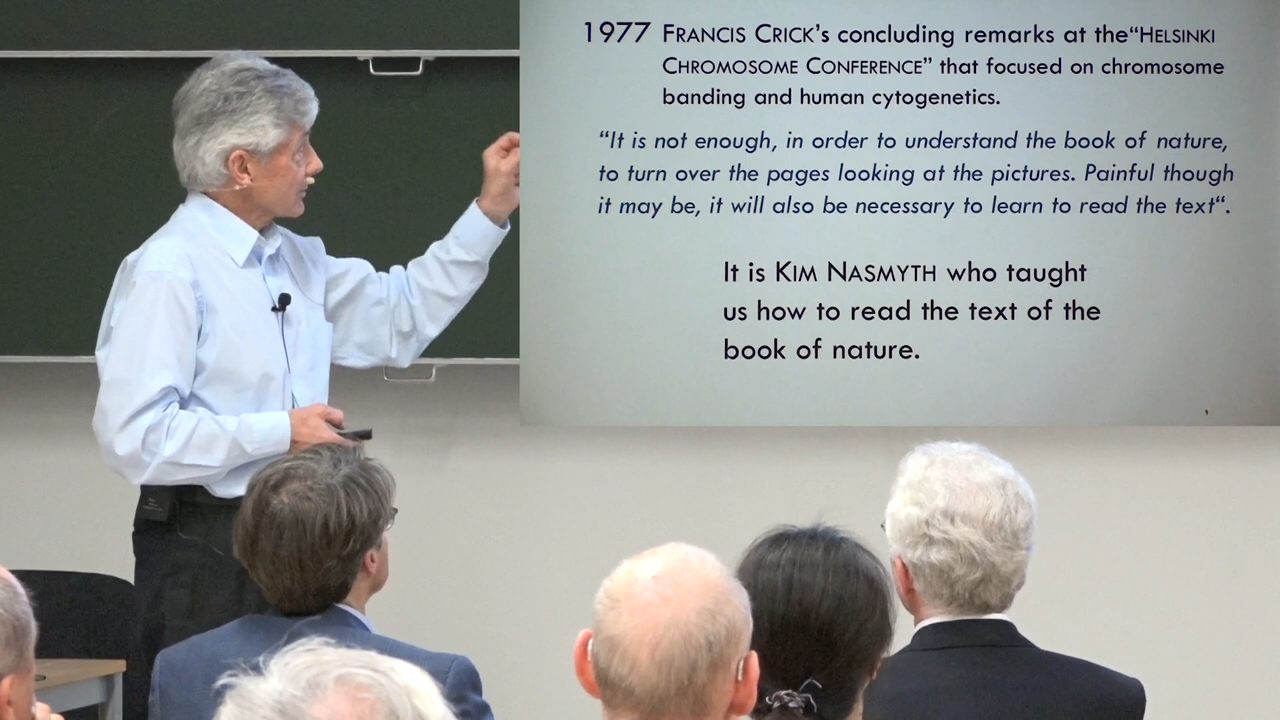 1977 FRANCIS CRICK's concluding remarks at the“HELSINKI
CHROMOSOME CONFERENCE” that focused on chromosome
banding and human cytogenetics.
“It is not enough, in order to understand the book of nature,
to turn over the pages looking at the pictures. Painful though
it may be, it will also be necessary to learn to read the text“.
It is KIM NASMYTH who taught
us how to read the text of the
book of nature.